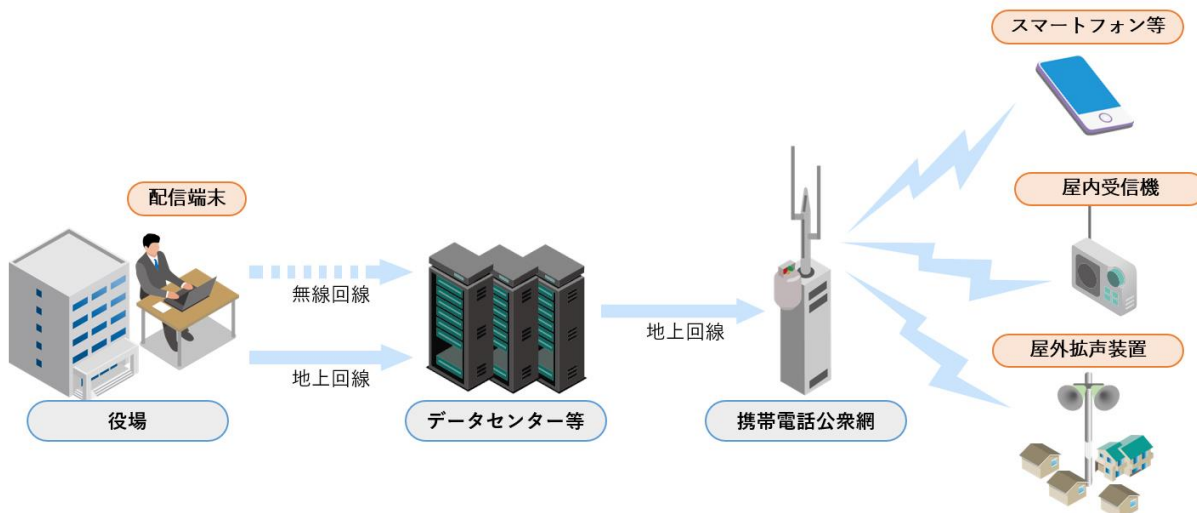 スマートフォン等
配信端末
屋内受信機
無線回線
地上回線
地上回線
屋外拡声装置
役場
データセンター等
携帯電話公衆網